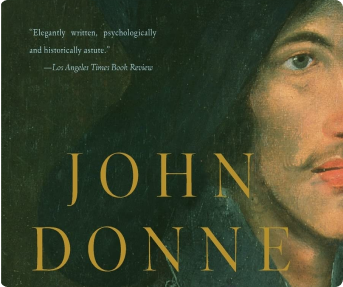 “Elegantly written, psychologically
and historically astute.”
—Los Angeles Times Book Review
JOHN
DONNE